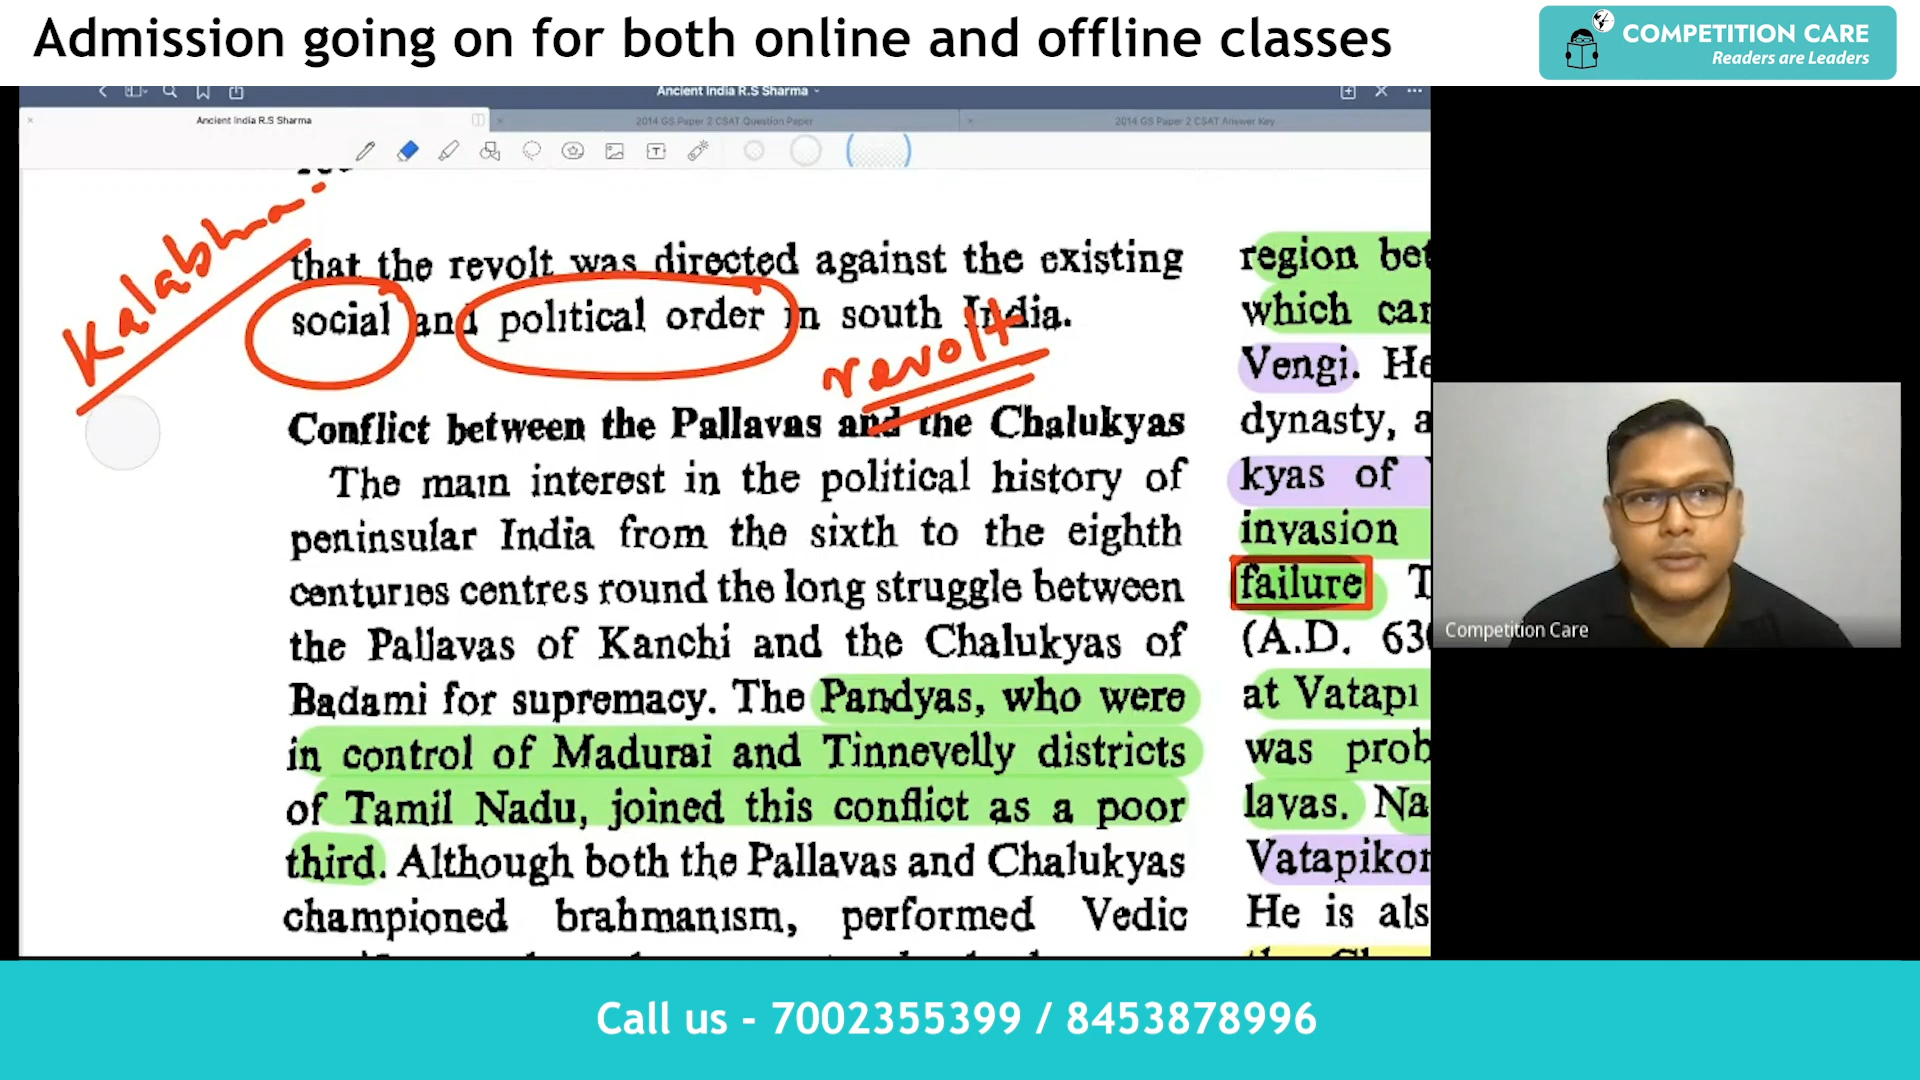 Admission going on for both online and offline classes
COMPETITION CARE
Readers are Leaders
Ancient India R.S Sharma
Ancient India R.S Sharma
2014 GS Paper 2 CSAT Question Paper
2014 GS Paper 2 CSAT Answer Key
Kalabhra
that the revolt was directed against the existing
social and political order in south India.
revolt
Conflict between the Pallavas and the Chalukyas
The main interest in the political history of
peninsular India from the sixth to the eighth
centuries centres round the long struggle between
the Pallavas of Kanchi and the Chalukyas of
Badami for supremacy. The Pandyas, who were
in control of Madurai and Tinnevelly districts
of Tamil Nadu, joined this conflict as a poor
third. Although both the Pallavas and Chalukyas
championed brahmanism, performed Vedic
region bet
which car
Vengi. He
dynasty, a
kyas of
invasion
failure T
(A.D. 630
at Vatapi
was prob
lavas. Na
Vatapikon
He is als
Competition Care
Call us - 7002355399 / 8453878996